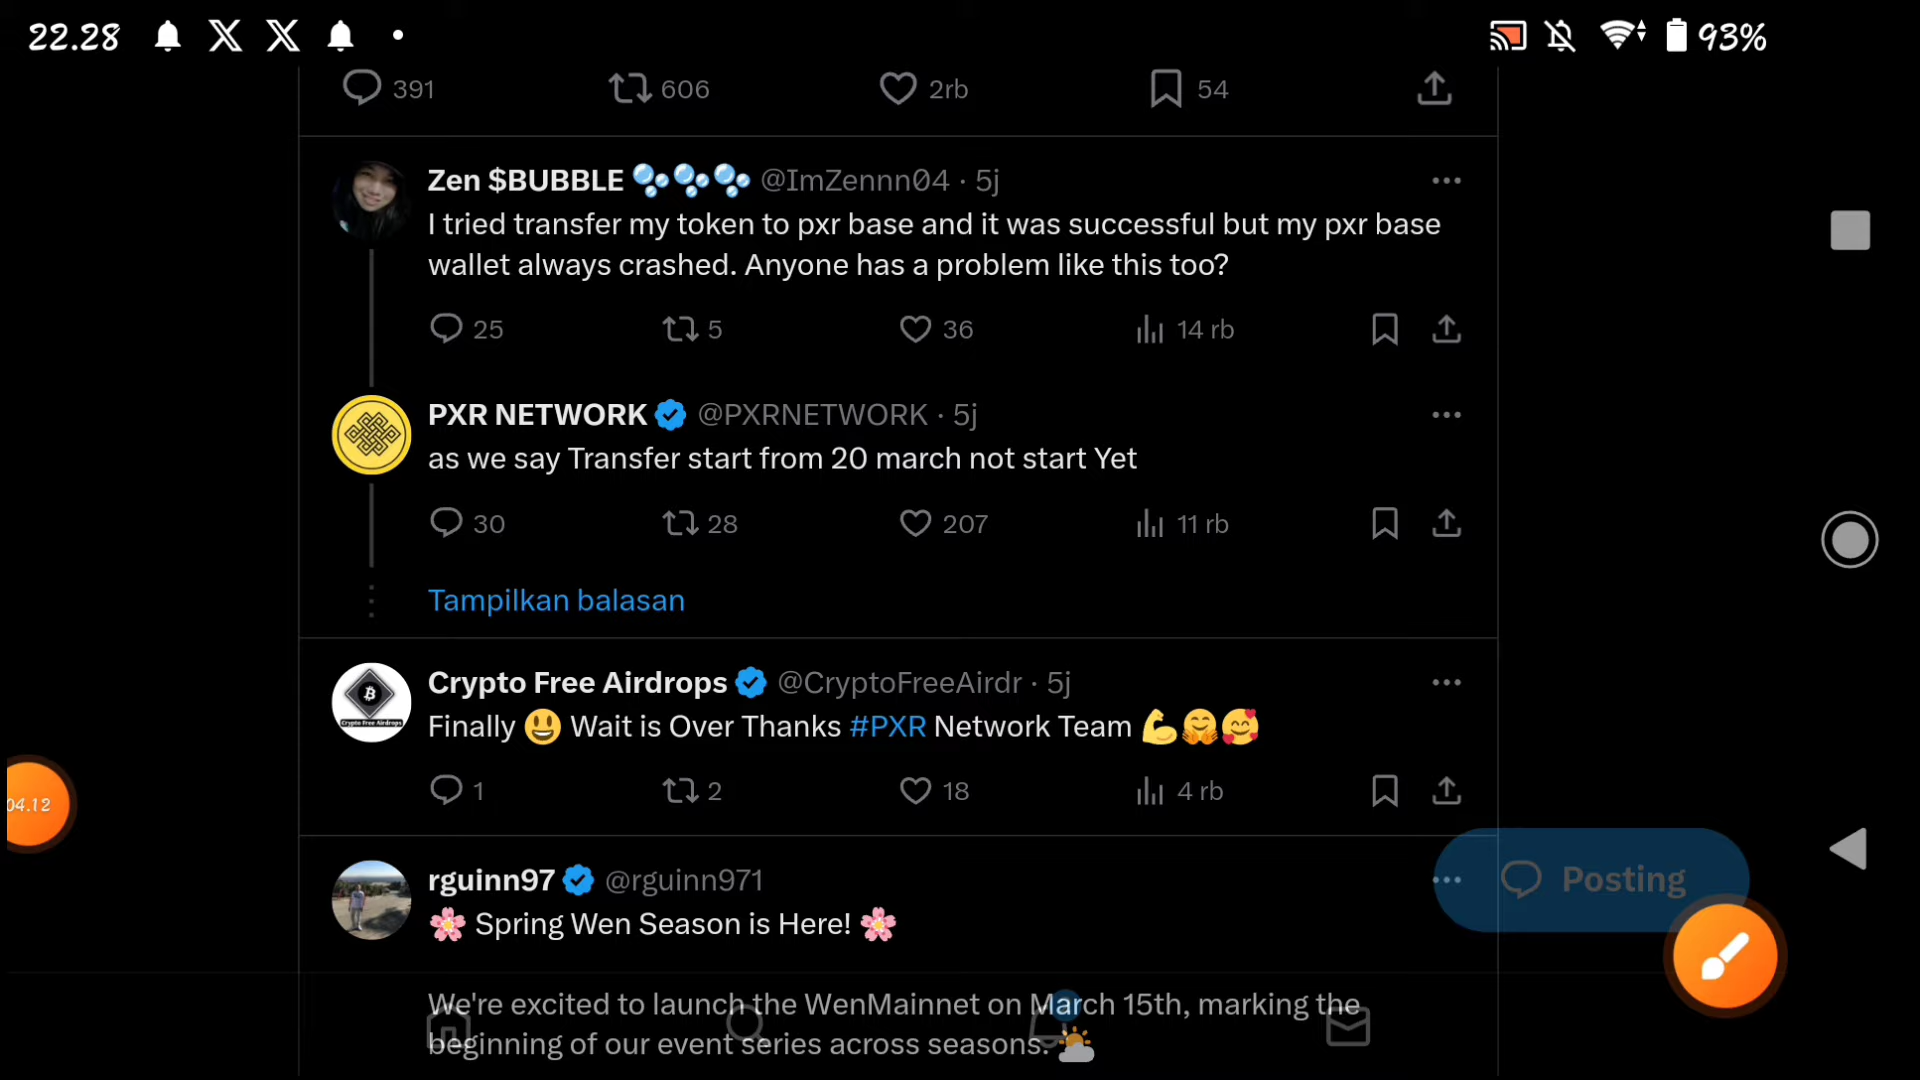 22.28
93%
391 606 2rb 54
Zen $BUBBLE 🫧🫧🫧 @ImZennn04 · 5j
I tried transfer my token to pxr base and it was successful but my pxr base
wallet always crashed. Anyone has a problem like this too?
25 5 36 14 rb
PXR NETWORK @PXRNETWORK · 5j
as we say Transfer start from 20 march not start Yet
30 28 207 11 rb
Tampilkan balasan
Crypto Free Airdrops @CryptoFreeAirdr · 5j
Finally 😃 Wait is Over Thanks #PXR Network Team 💪🤗🥰
1 2 18 4 rb
04.12
rguinn97 @rguinn971
Posting
🌸 Spring Wen Season is Here! 🌸
We're excited to launch the WenMainnet on March 15th, marking the
beginning of our event series across seasons. 🌥️